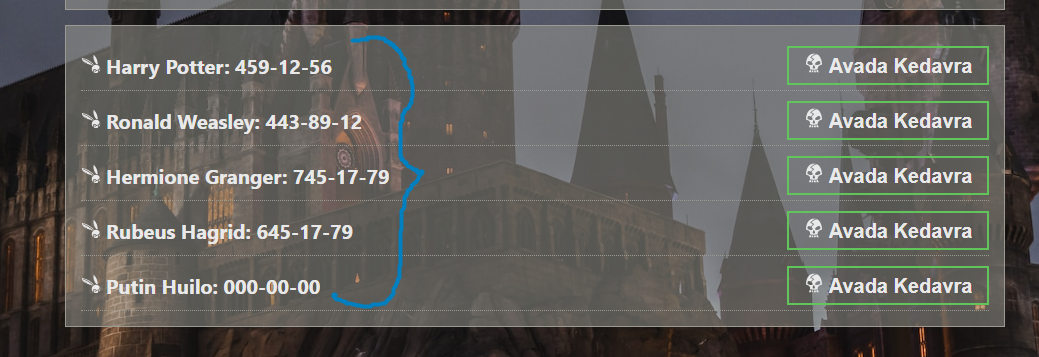 Harry Potter: 459-12-56 Avada Kedavra
Ronald Weasley: 443-89-12 Avada Kedavra
Hermione Granger: 745-17-79 Avada Kedavra
Rubeus Hagrid: 645-17-79 Avada Kedavra
Putin Huilo: 000-00-00 Avada Kedavra